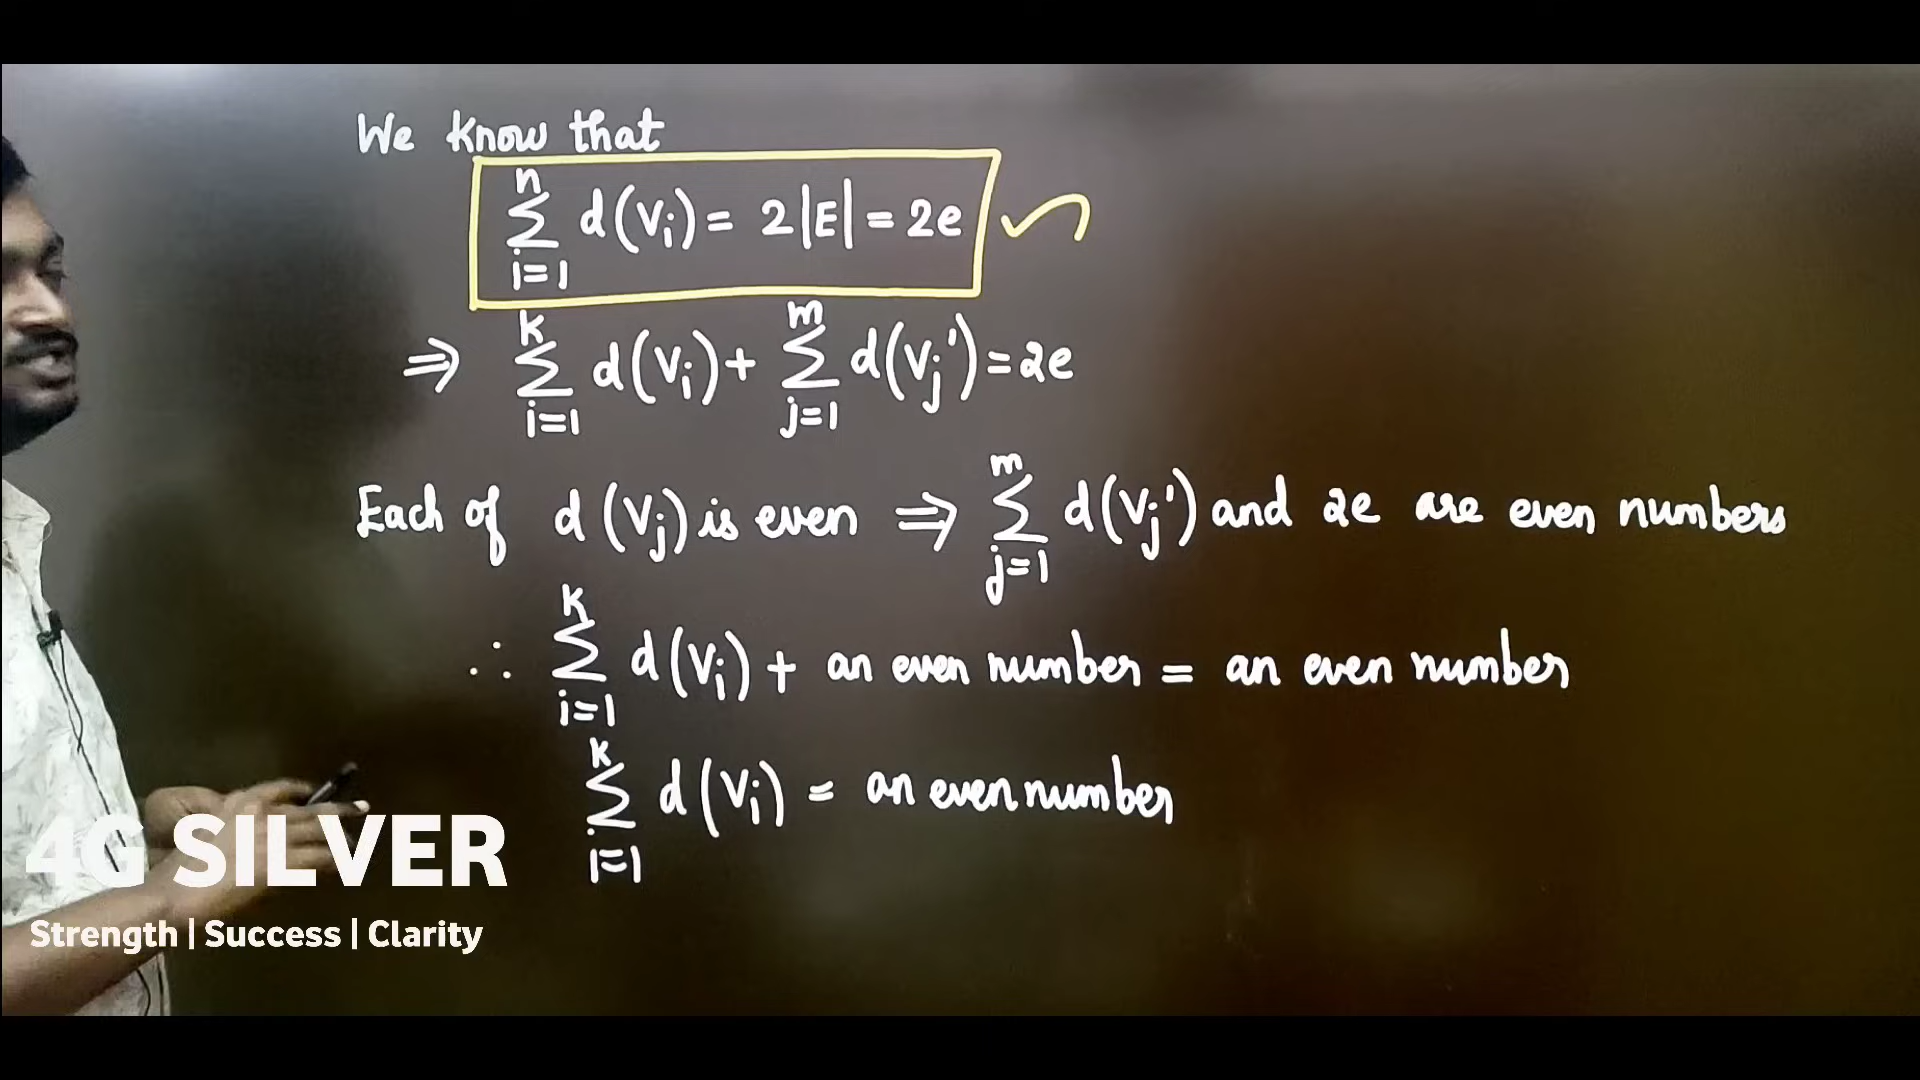 We know that
n
∑ d(Vi) = 2|E| = 2e
i=1
⇒ k∑i=1 d(Vi) + m∑j=1 d(Vj') = 2e
Each of d(Vj) is even ⇒ m∑j=1 d(Vj') and 2e are even numbers
∴ k∑i=1 d(Vi) + an even number = an even number
k∑i=1 d(Vi) = an even number
4G SILVER
Strength | Success | Clarity